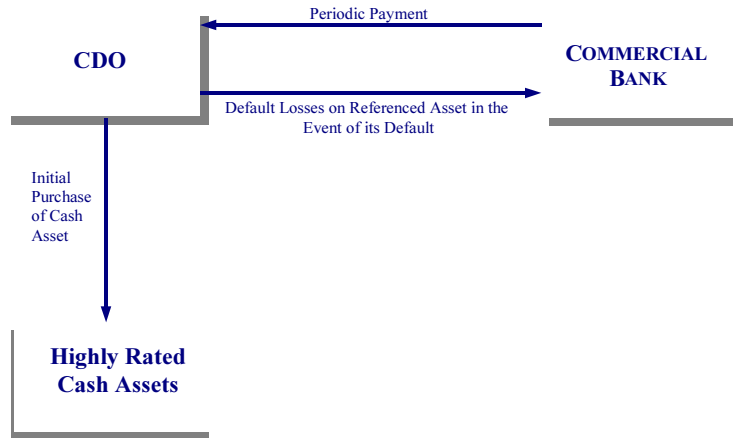 Periodic Payment
CDO
COMMERCIAL
BANK
Default Losses on Referenced Asset in the
Event of its Default
Initial
Purchase
of Cash
Asset
Highly Rated
Cash Assets